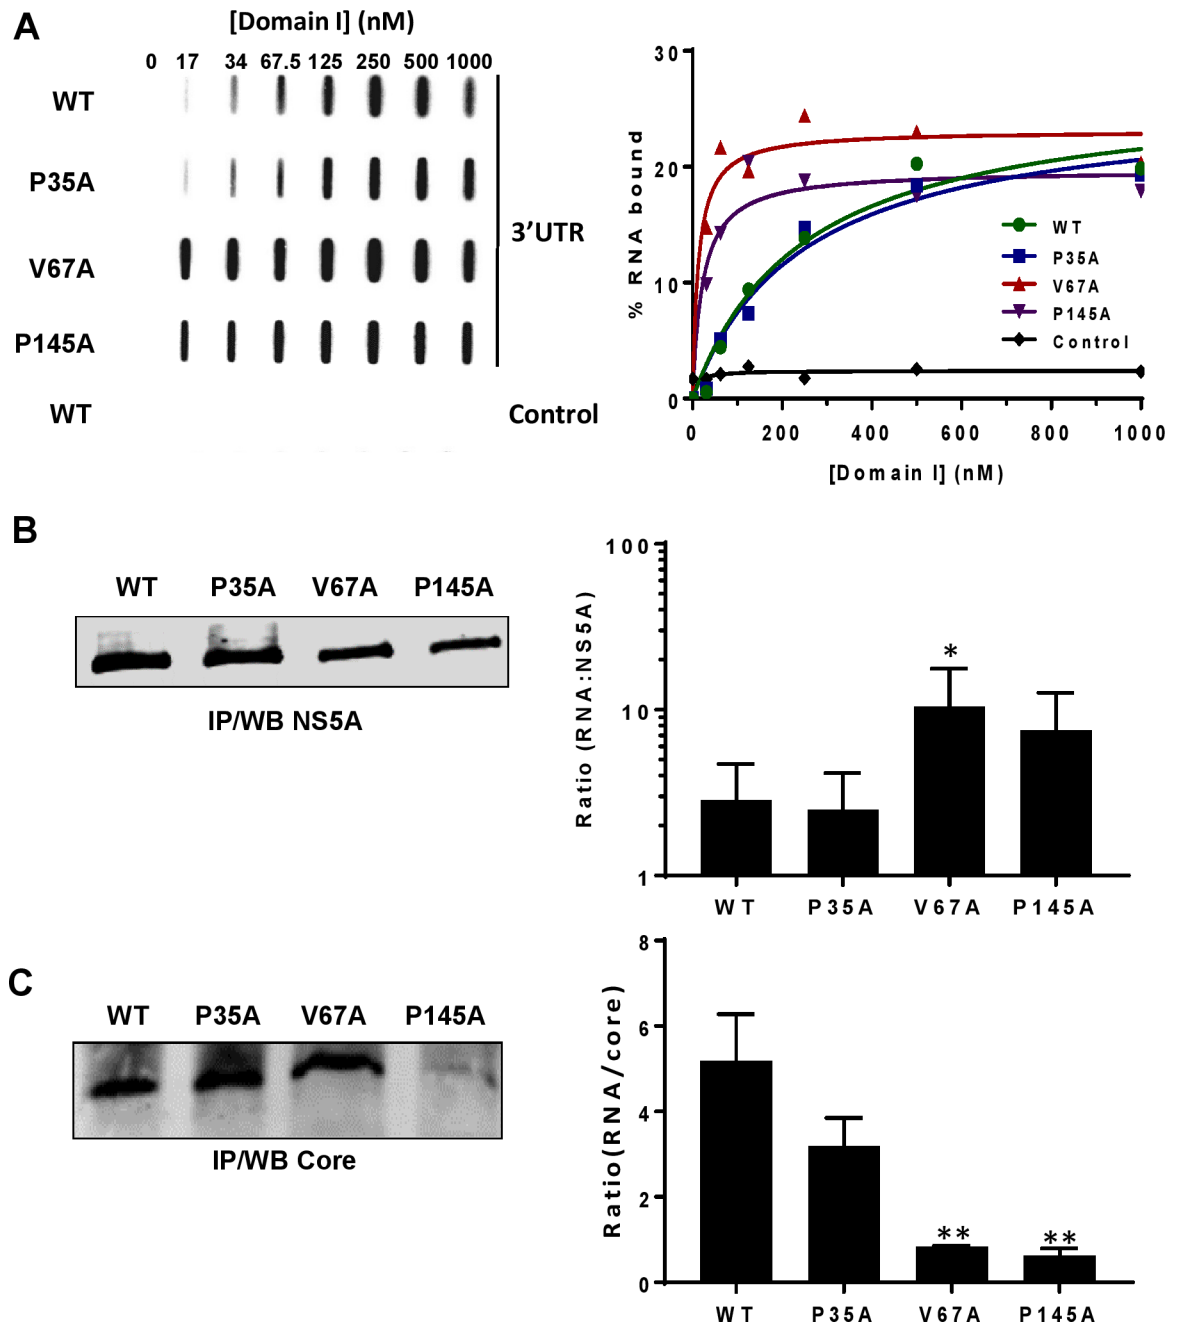 A
[Domain I] (nM)
0 17 34 67.5 125 250 500 1000
WT
P35A
V67A
P145A
3'UTR
WT
Control
30
20
10
0
% RNA bound
WT
P35A
V67A
P145A
Control
0 200 400 600 800 1000
[Domain I] (nM)
B
WT P35A V67A P145A
IP/WB NS5A
100
10
1
Ratio (RNA:NS5A)
*
WT P35A V67A P145A
C
WT P35A V67A P145A
IP/WB Core
8
6
4
2
0
Ratio(RNA/core)
** **
WT P35A V67A P145A